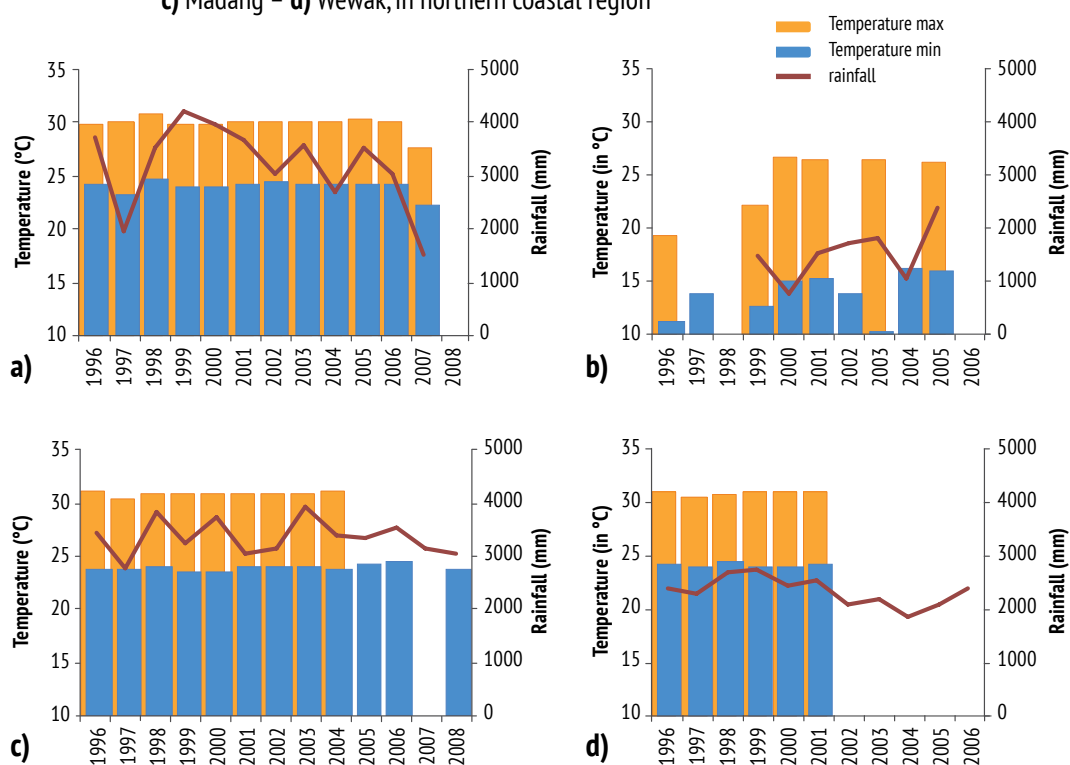 c) Madang – d) Wewak, in northern coastal region
Temperature max
Temperature min
rainfall
35
30
25
20
15
10
Temperature (°C)
5000
4000
3000
2000
1000
0
Rainfall (mm)
1996 1997 1998 1999 2000 2001 2002 2003 2004 2005 2006 2007 2008
a)
35
30
25
20
15
10
Temperature (in °C)
5000
4000
3000
2000
1000
0
Rainfall (mm)
1996 1997 1998 1999 2000 2001 2002 2003 2004 2005 2006
b)
35
30
25
20
15
10
Temperature (°C)
5000
4000
3000
2000
1000
0
Rainfall (mm)
1996 1997 1998 1999 2000 2001 2002 2003 2004 2005 2006 2007 2008
c)
35
30
25
20
15
10
Temperature (in °C)
5000
4000
3000
2000
1000
0
Rainfall (mm)
1996 1997 1998 1999 2000 2001 2002 2003 2004 2005 2006
d)